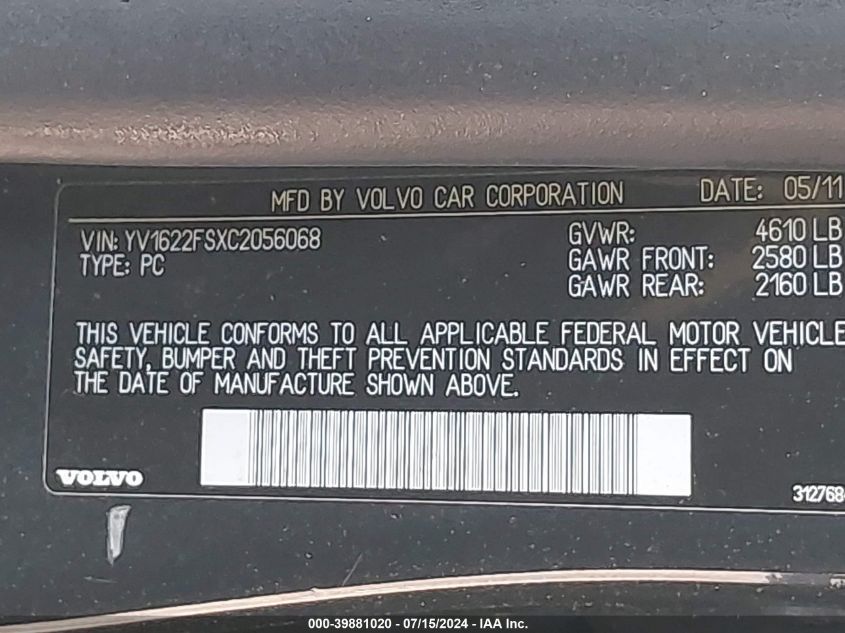 MFD BY VOLVO CAR CORPORATION DATE: 05/11
VIN: YV1622FSXC2056068 GVWR: 4610 LB
TYPE: PC GAWR FRONT: 2580 LB
GAWR REAR: 2160 LB
THIS VEHICLE CONFORMS TO ALL APPLICABLE FEDERAL MOTOR VEHICLE
SAFETY, BUMPER AND THEFT PREVENTION STANDARDS IN EFFECT ON
THE DATE OF MANUFACTURE SHOWN ABOVE.
VOLVO
312768
000-39881020 - 07/15/2024 - IAA Inc.